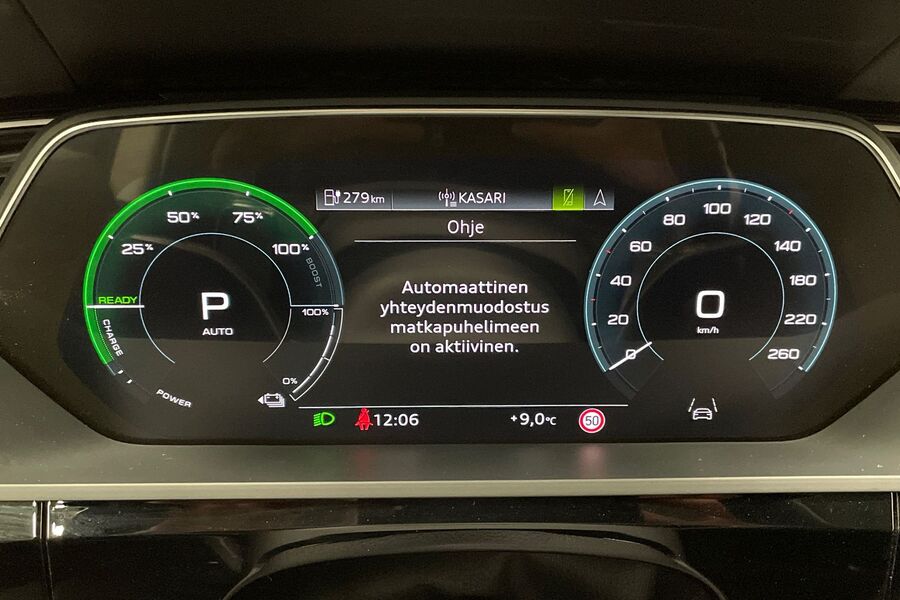 279km KASARI
Ohje
Automaattinen
yhteydenmuodostus
matkapuhelimeen
on aktiivinen.
25% 50% 75% 100%
BOOST
READY
CHARGE
POWER
P
AUTO
100%
0%
0 20 40 60 80 100 120 140 180 220 260
0
km/h
12:06 +9,0°C 50